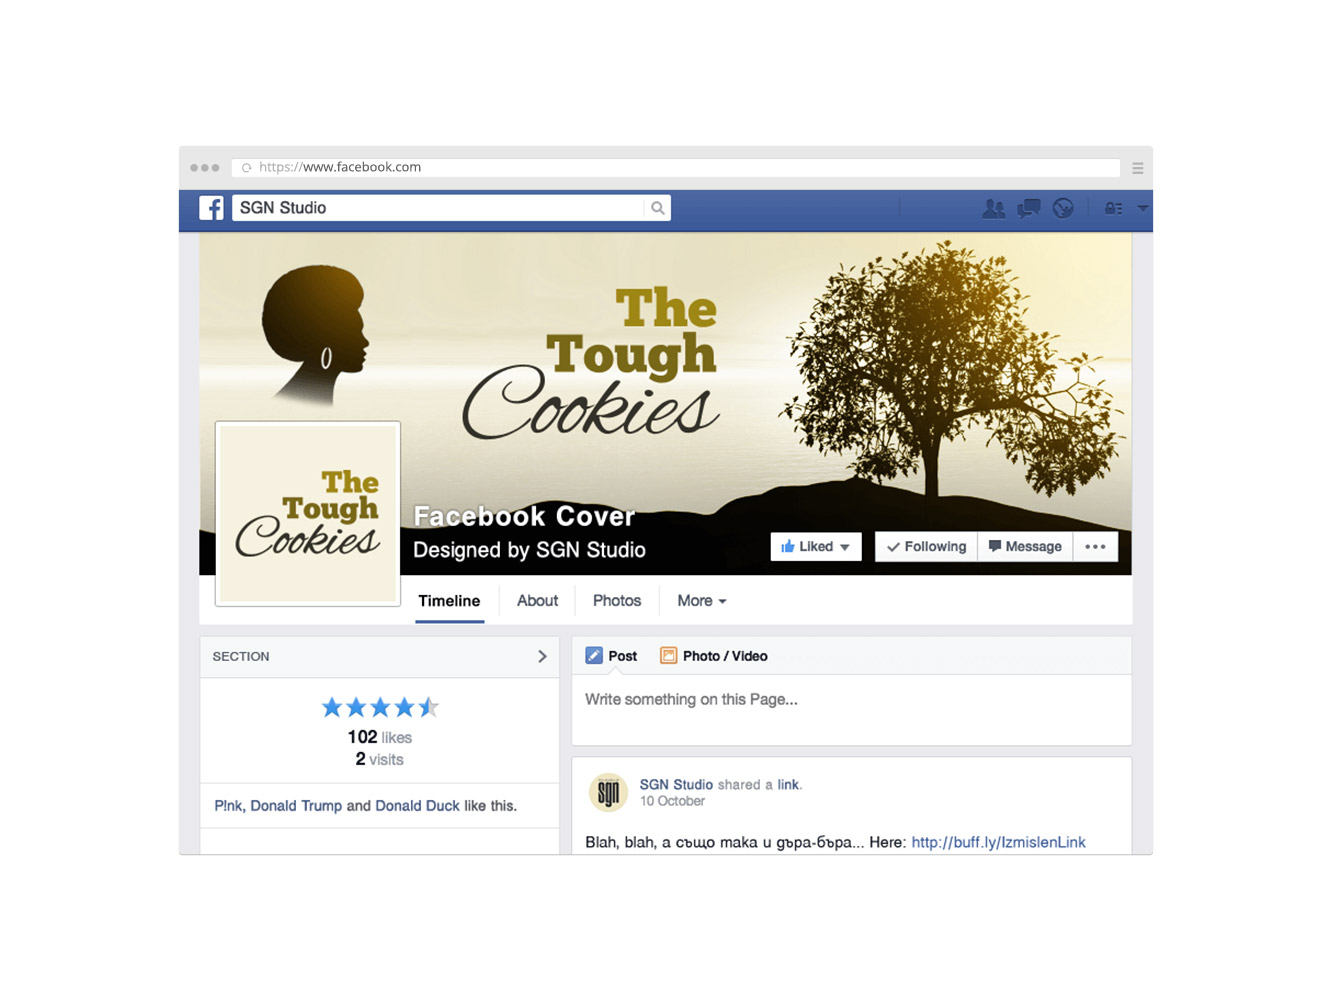 https://www.facebook.com
SGN Studio
The
Tough
Cookies
The
Tough
Cookies
Facebook Cover
Designed by SGN Studio
Liked
Following
Message
Timeline
About
Photos
More
SECTION
102 likes
2 visits
P!nk, Donald Trump and Donald Duck like this.
Post
Photo / Video
Write something on this Page...
sgn
SGN Studio shared a link.
10 October
Blah, blah, а също така и дъра-бъра... Here: http://buff.ly/IzmislenLink